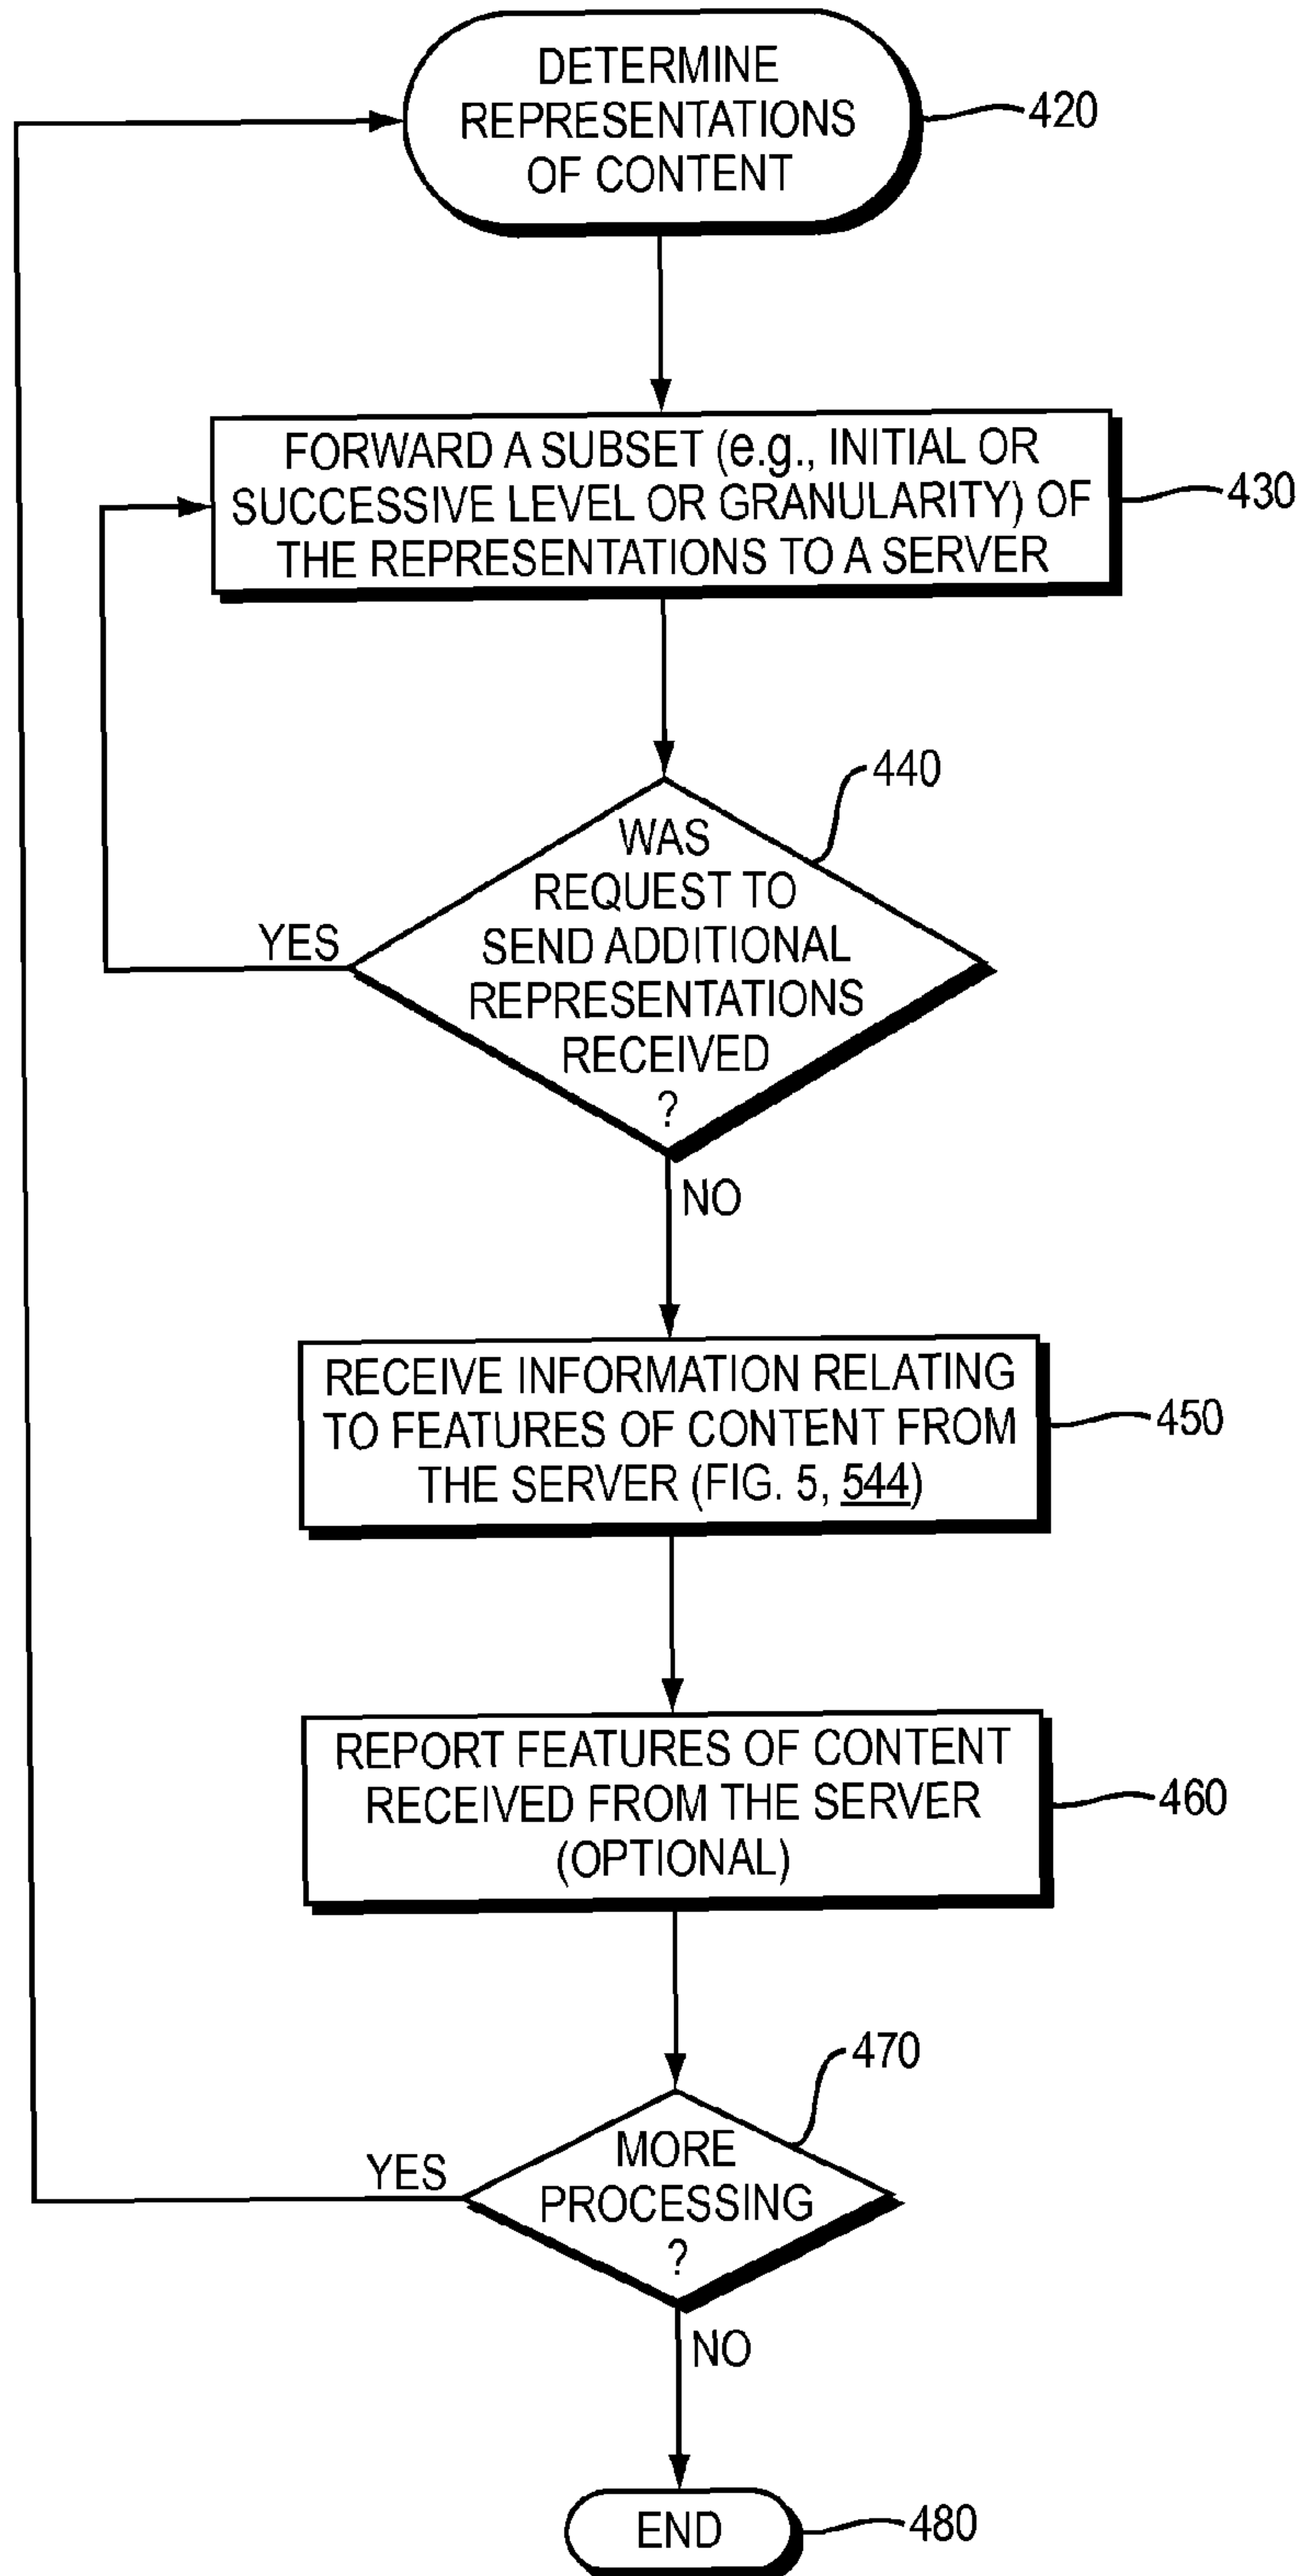 DETERMINE
REPRESENTATIONS
OF CONTENT
420
FORWARD A SUBSET (e.g., INITIAL OR
SUCCESSIVE LEVEL OR GRANULARITY) OF
THE REPRESENTATIONS TO A SERVER
430
440
WAS
REQUEST TO
SEND ADDITIONAL
REPRESENTATIONS
RECEIVED
?
YES
NO
RECEIVE INFORMATION RELATING
TO FEATURES OF CONTENT FROM
THE SERVER (FIG. 5, 544)
450
REPORT FEATURES OF CONTENT
RECEIVED FROM THE SERVER
(OPTIONAL)
460
470
MORE
PROCESSING
?
YES
NO
END
480